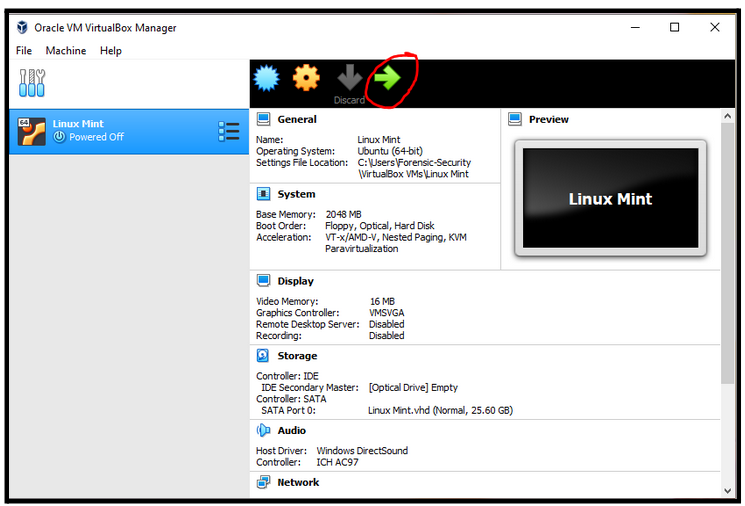 Oracle VM VirtualBox Manager
File Machine Help
Discard
64
Linux Mint
Powered Off
General
Name: Linux Mint
Operating System: Ubuntu (64-bit)
Settings File Location: C:\Users\Forensic-Security
\VirtualBox VMs\Linux Mint
Preview
Linux Mint
System
Base Memory: 2048 MB
Boot Order: Floppy, Optical, Hard Disk
Acceleration: VT-x/AMD-V, Nested Paging, KVM
Paravirtualization
Display
Video Memory: 16 MB
Graphics Controller: VMSVGA
Remote Desktop Server: Disabled
Recording: Disabled
Storage
Controller: IDE
IDE Secondary Master: [Optical Drive] Empty
Controller: SATA
SATA Port 0: Linux Mint.vhd (Normal, 25.60 GB)
Audio
Host Driver: Windows DirectSound
Controller: ICH AC97
Network